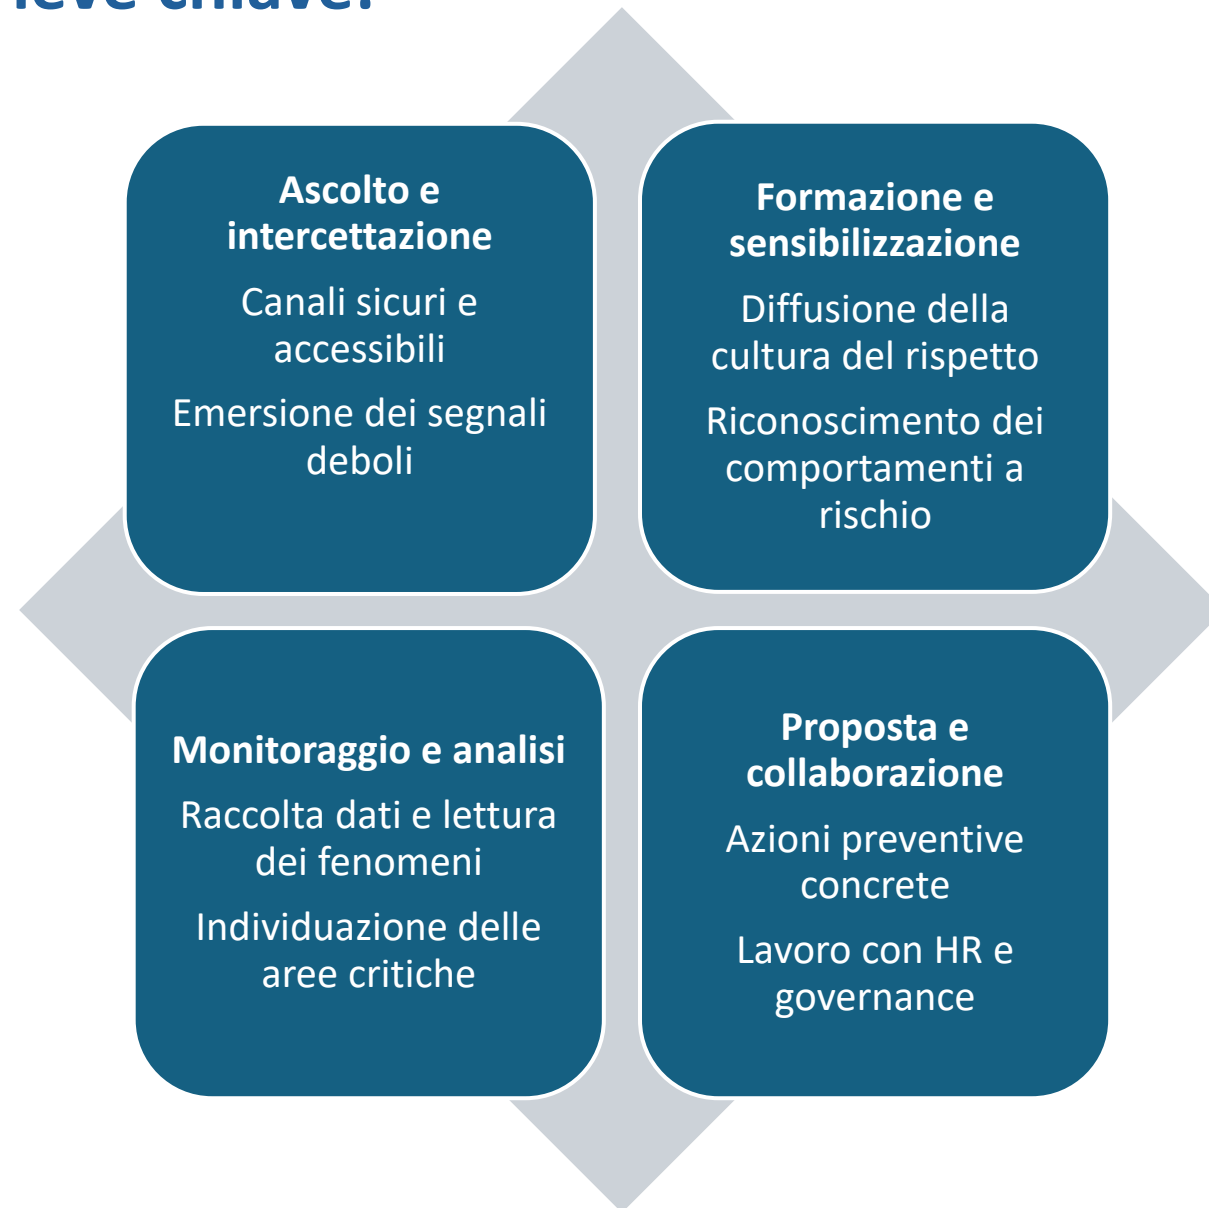 leve chiave:
Ascolto e
intercettazione
Canali sicuri e
accessibili
Emersione dei segnali
deboli
Formazione e
sensibilizzazione
Diffusione della
cultura del rispetto
Riconoscimento dei
comportamenti a
rischio
Monitoraggio e analisi
Raccolta dati e lettura
dei fenomeni
Individuazione delle
aree critiche
Proposta e
collaborazione
Azioni preventive
concrete
Lavoro con HR e
governance